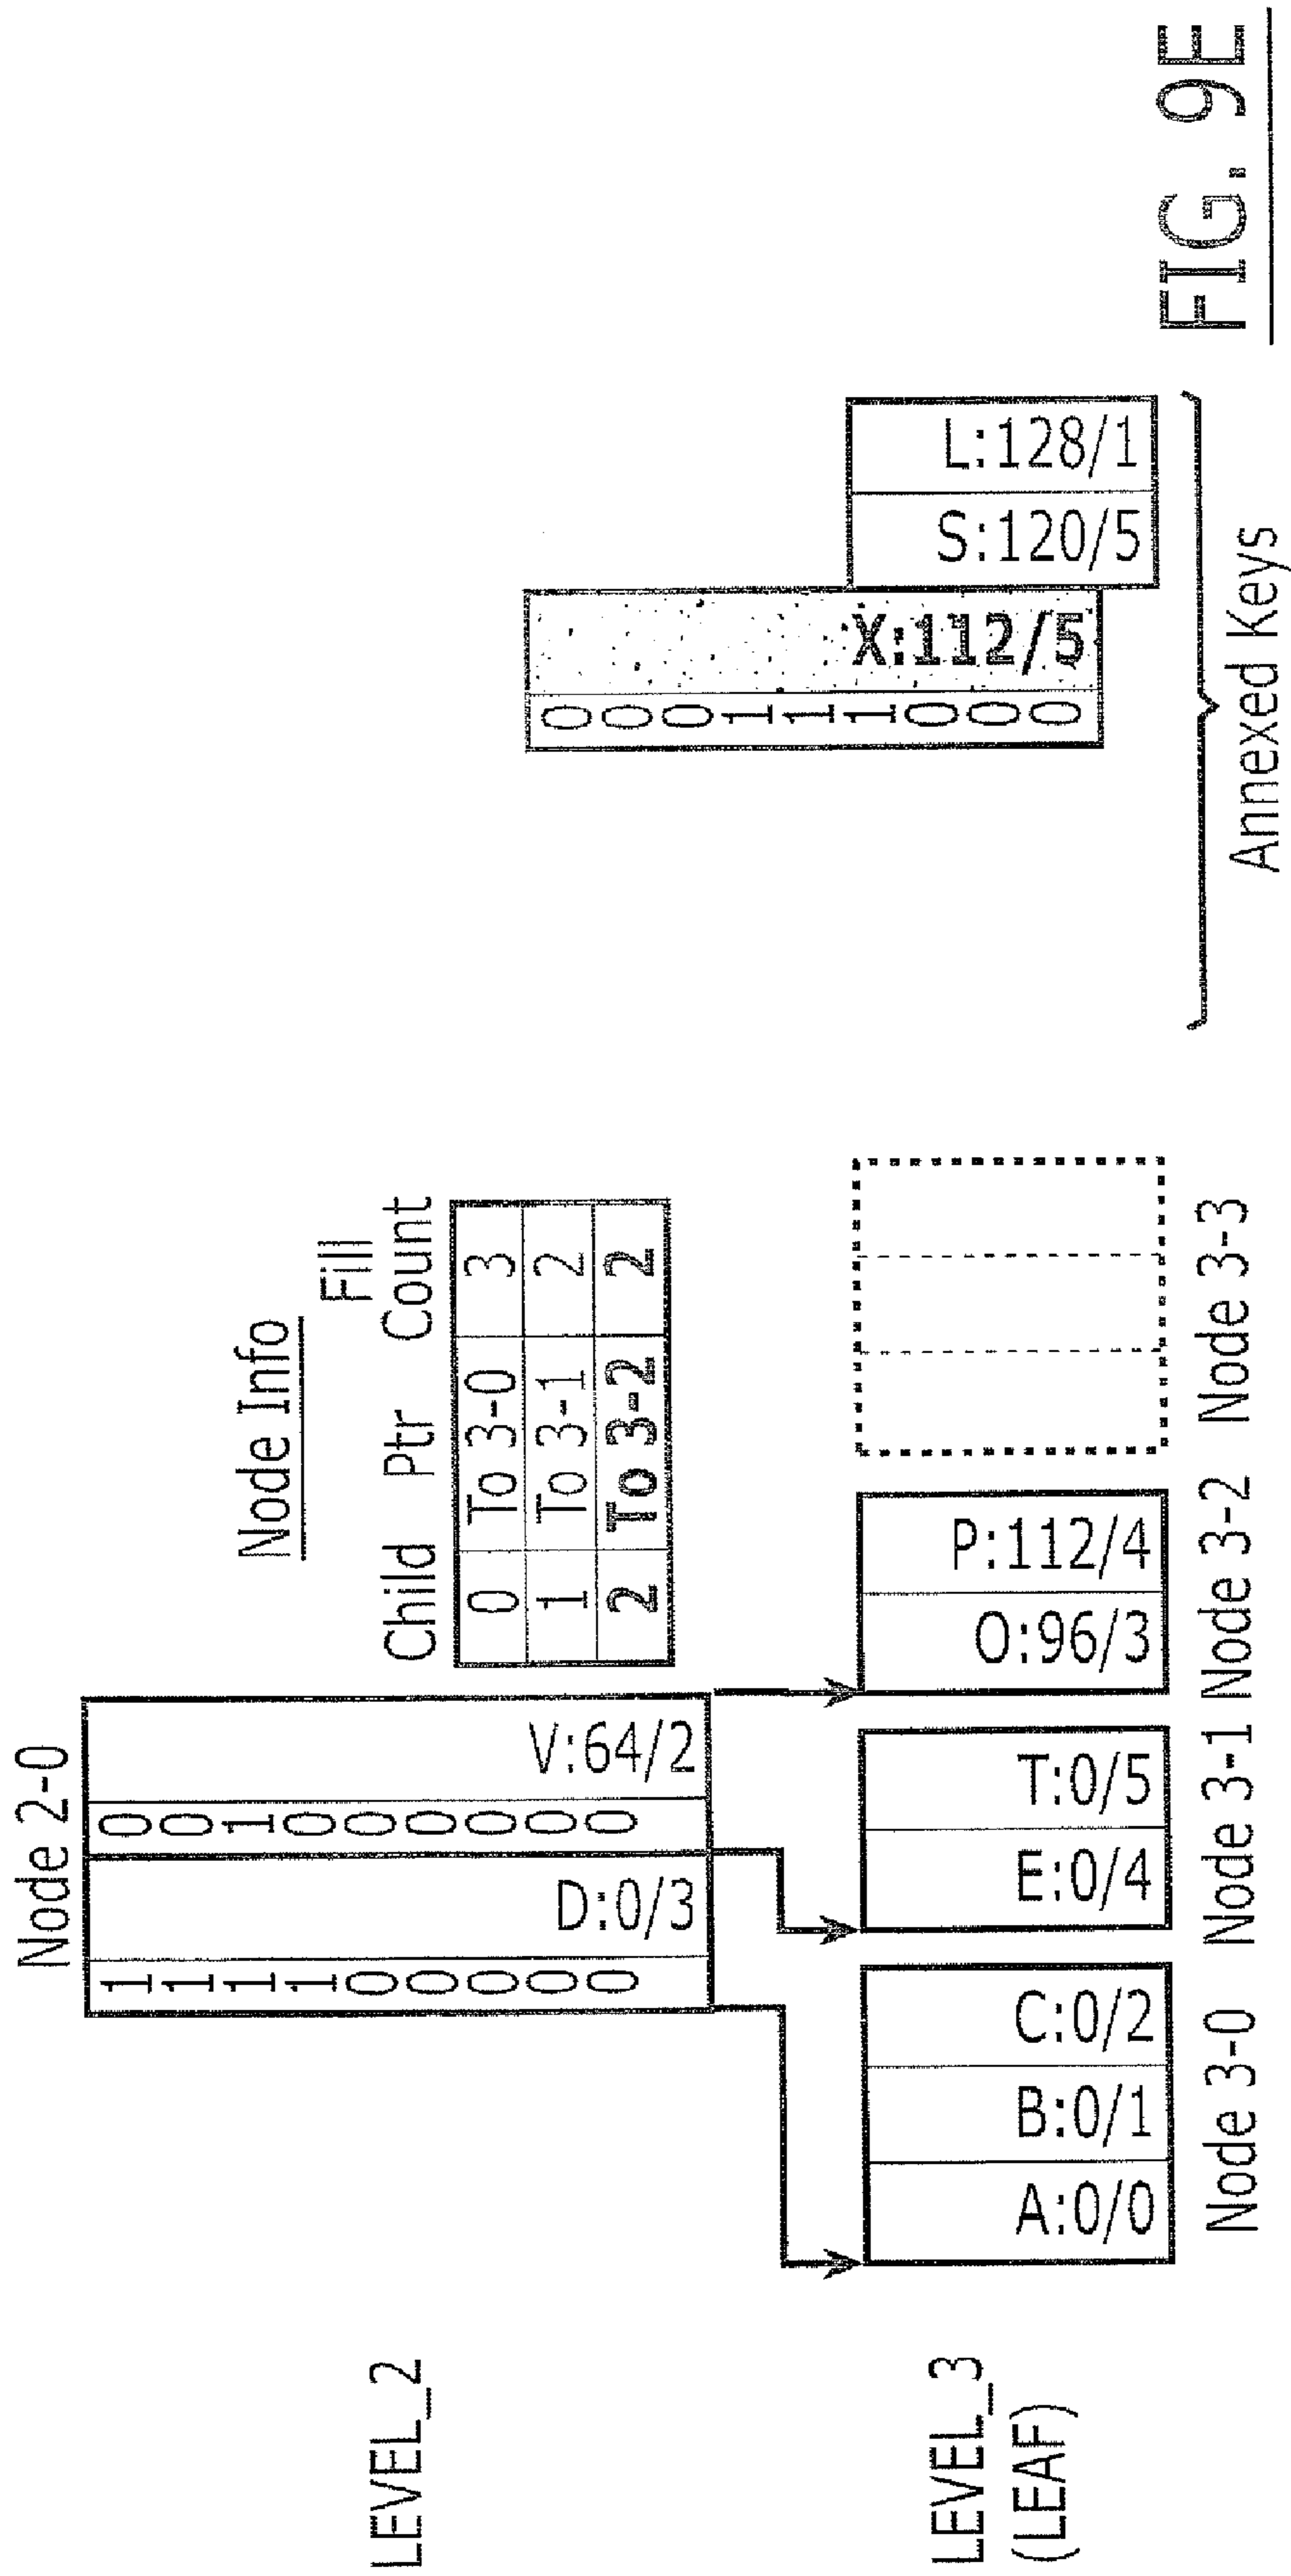 Node 2-0
111100000
D:0/3
001000000
V:64/2
Node Info
Child Ptr Fill Count
0 To 3-0 3
1 To 3-1 2
2 To 3-2 2
LEVEL_2
000111000
X:112/5
LEVEL_3
(LEAF)
A:0/0 B:0/1 C:0/2
E:0/4 T:0/5
O:96/3 P:112/4
S:120/5 L:128/1
Node 3-0 Node 3-1 Node 3-2 Node 3-3
Annexed Keys
FIG. 9E